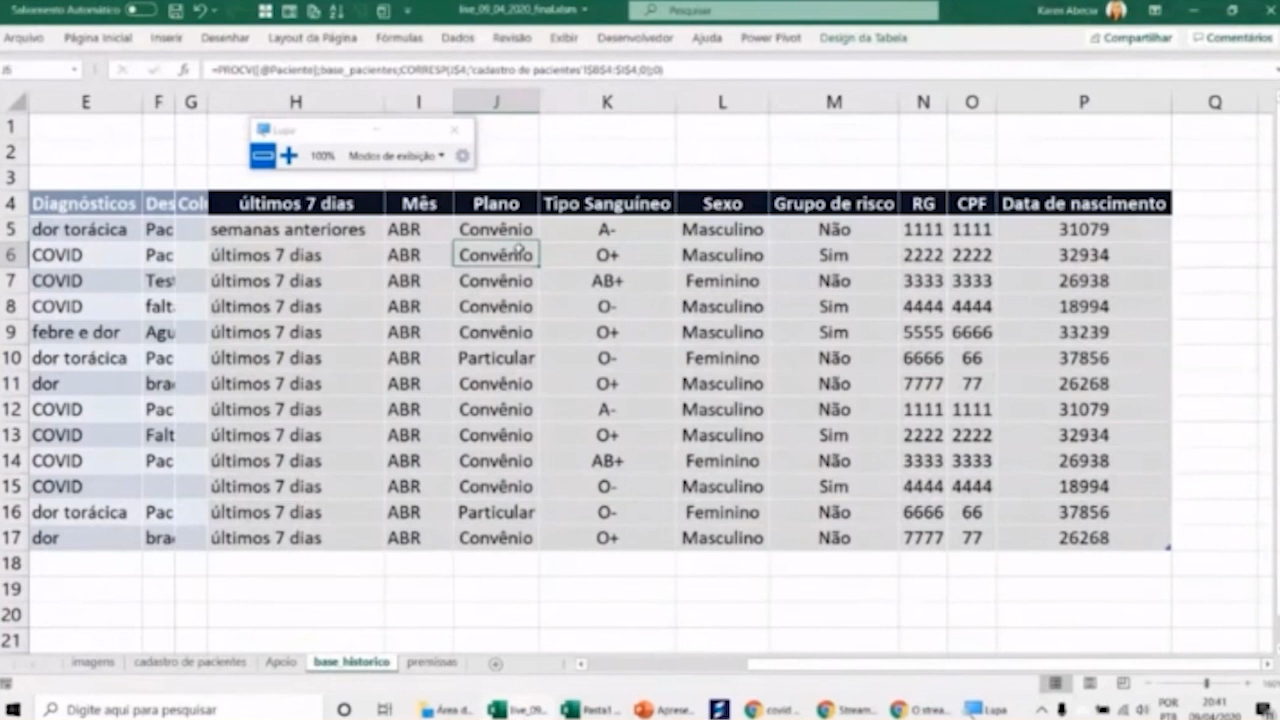 Salvamento Automático
live_09_04_2020_final.xlsm
Pesquisar
Karen Abecia
Arquivo Página Inicial Inserir Desenhar Layout da Página Fórmulas Dados Revisão Exibir Desenvolvedor Ajuda Power Pivot Design da Tabela Compartilhar Comentários
J5 fx =PROCV([@Paciente];base_pacientes;CORRESP(J$4;'cadastro de pacientes'!$B$4:$I$4;0);0)
E F G H I J K L M N O P Q
1
Lupa
2 100% Modos de exibição
3
4 Diagnósticos Des Colu últimos 7 dias Mês Plano Tipo Sanguíneo Sexo Grupo de risco RG CPF Data de nascimento
5 dor torácica Pac semanas anteriores ABR Convênio A- Masculino Não 1111 1111 31079
6 COVID Pac últimos 7 dias ABR Convênio O+ Masculino Sim 2222 2222 32934
7 COVID Test últimos 7 dias ABR Convênio AB+ Feminino Não 3333 3333 26938
8 COVID falta últimos 7 dias ABR Convênio O- Masculino Sim 4444 4444 18994
9 febre e dor Agu últimos 7 dias ABR Convênio O+ Masculino Sim 5555 6666 33239
10 dor torácica Pac últimos 7 dias ABR Particular O- Feminino Não 6666 66 37856
11 dor bra últimos 7 dias ABR Convênio O+ Masculino Não 7777 77 26268
12 COVID Pac últimos 7 dias ABR Convênio A- Masculino Não 1111 1111 31079
13 COVID Falt últimos 7 dias ABR Convênio O+ Masculino Sim 2222 2222 32934
14 COVID Pac últimos 7 dias ABR Convênio AB+ Feminino Não 3333 3333 26938
15 COVID últimos 7 dias ABR Convênio O- Masculino Sim 4444 4444 18994
16 dor torácica Pac últimos 7 dias ABR Particular O- Feminino Não 6666 66 37856
17 dor bra últimos 7 dias ABR Convênio O+ Masculino Não 7777 77 26268
18
19
20
21
imagens cadastro de pacientes Apoio base_historico premissas
Digite aqui para pesquisar Área d... live_09... Pasta1... Aprese... covid... Stream... O strea... Lupa POR 20:41